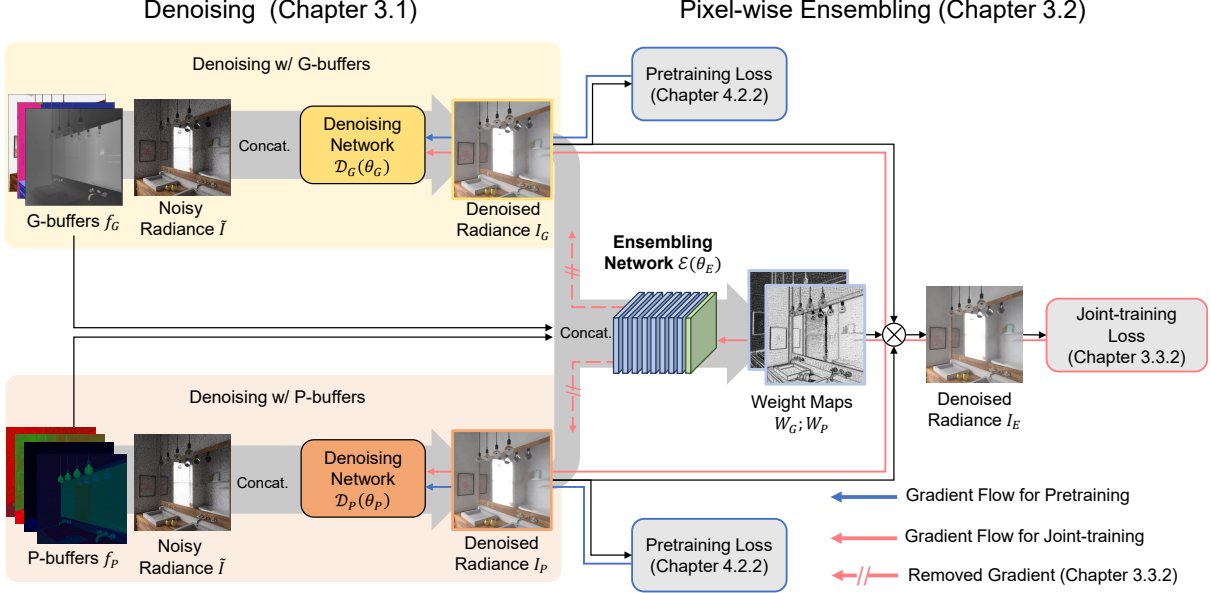 Denoising (Chapter 3.1)
Pixel-wise Ensembling (Chapter 3.2)
Denoising w/ G-buffers
G-buffers f_G
Noisy
Radiance Ĩ
Concat.
Denoising
Network
𝒟_G(θ_G)
Denoised
Radiance I_G
Pretraining Loss
(Chapter 4.2.2)
Ensembling
Network ℰ(θ_E)
Concat.
Weight Maps
W_G; W_P
Denoised
Radiance I_E
Joint-training
Loss
(Chapter 3.3.2)
Denoising w/ P-buffers
P-buffers f_P
Noisy
Radiance Ĩ
Concat.
Denoising
Network
𝒟_P(θ_P)
Denoised
Radiance I_P
Pretraining Loss
(Chapter 4.2.2)
Gradient Flow for Pretraining
Gradient Flow for Joint-training
Removed Gradient (Chapter 3.3.2)